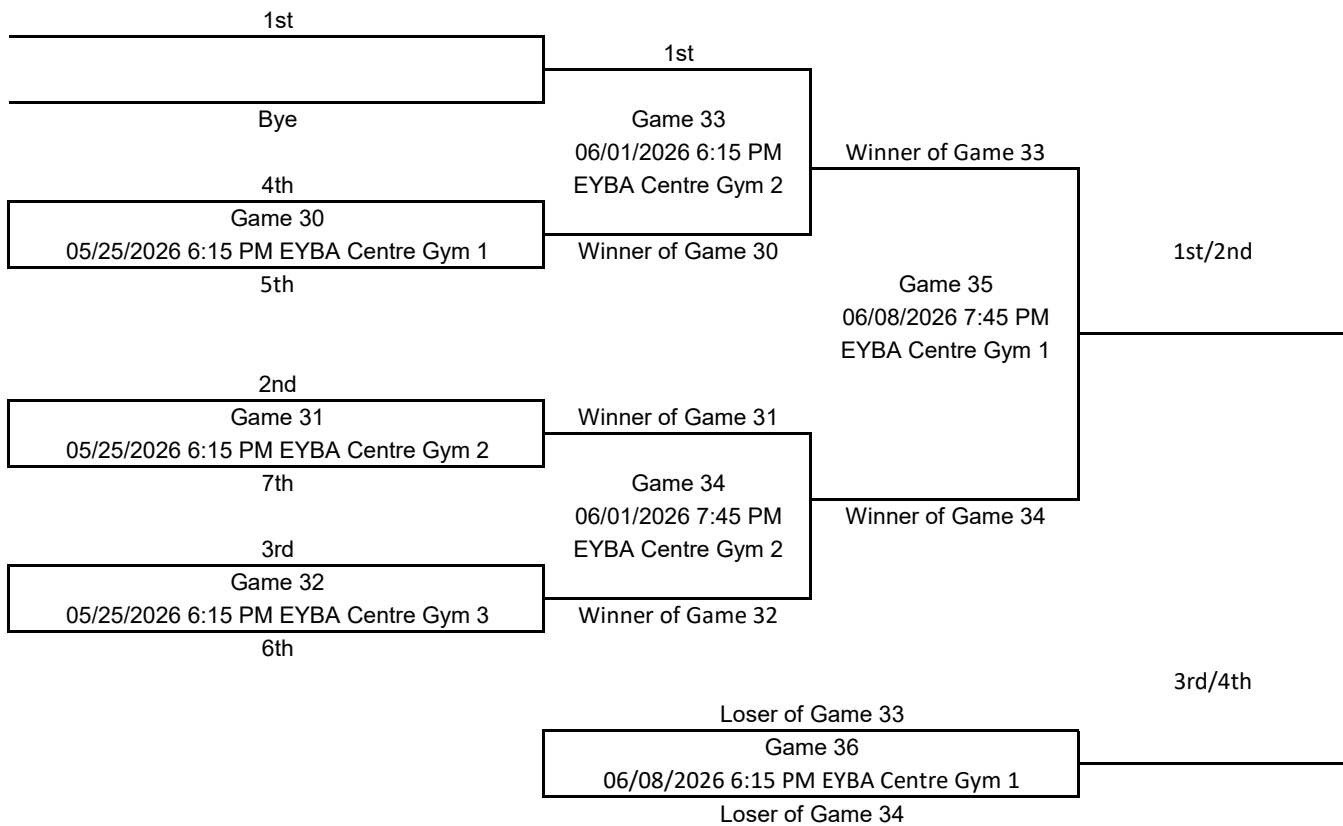 1st
Bye
4th
Game 30
05/25/2026 6:15 PM EYBA Centre Gym 1
5th
2nd
Game 31
05/25/2026 6:15 PM EYBA Centre Gym 2
7th
3rd
Game 32
05/25/2026 6:15 PM EYBA Centre Gym 3
6th
1st
Game 33
06/01/2026 6:15 PM
EYBA Centre Gym 2
Winner of Game 30
Winner of Game 31
Game 34
06/01/2026 7:45 PM
EYBA Centre Gym 2
Winner of Game 32
Winner of Game 33
Game 35
06/08/2026 7:45 PM
EYBA Centre Gym 1
Winner of Game 34
1st/2nd
Loser of Game 33
Game 36
06/08/2026 6:15 PM EYBA Centre Gym 1
Loser of Game 34
3rd/4th